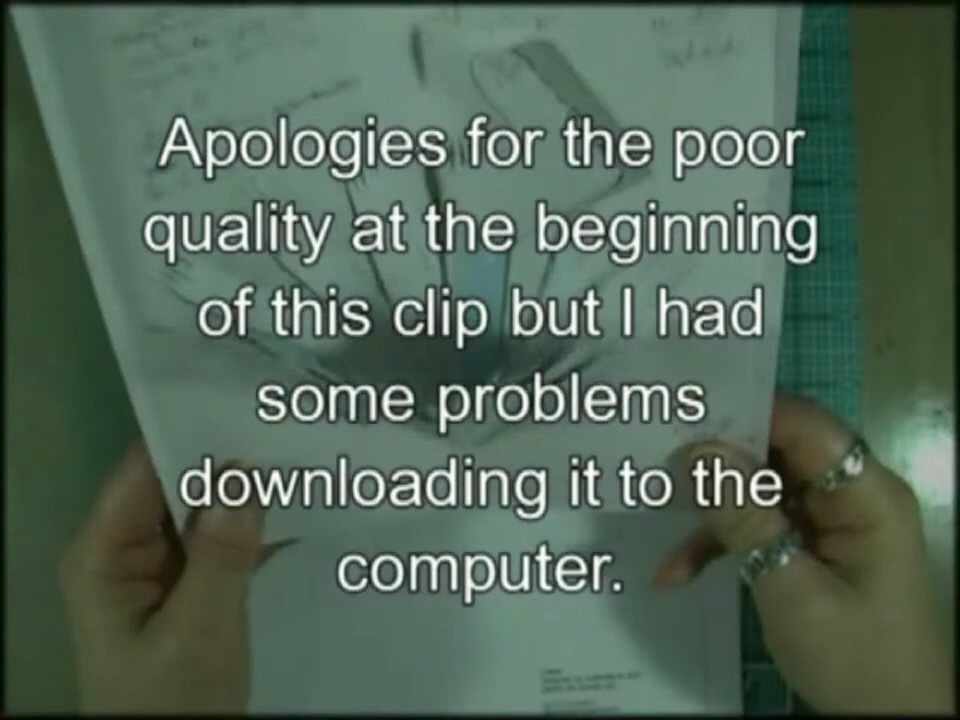 Apologies for the poor
quality at the beginning
of this clip but I had
some problems
downloading it to the
computer.